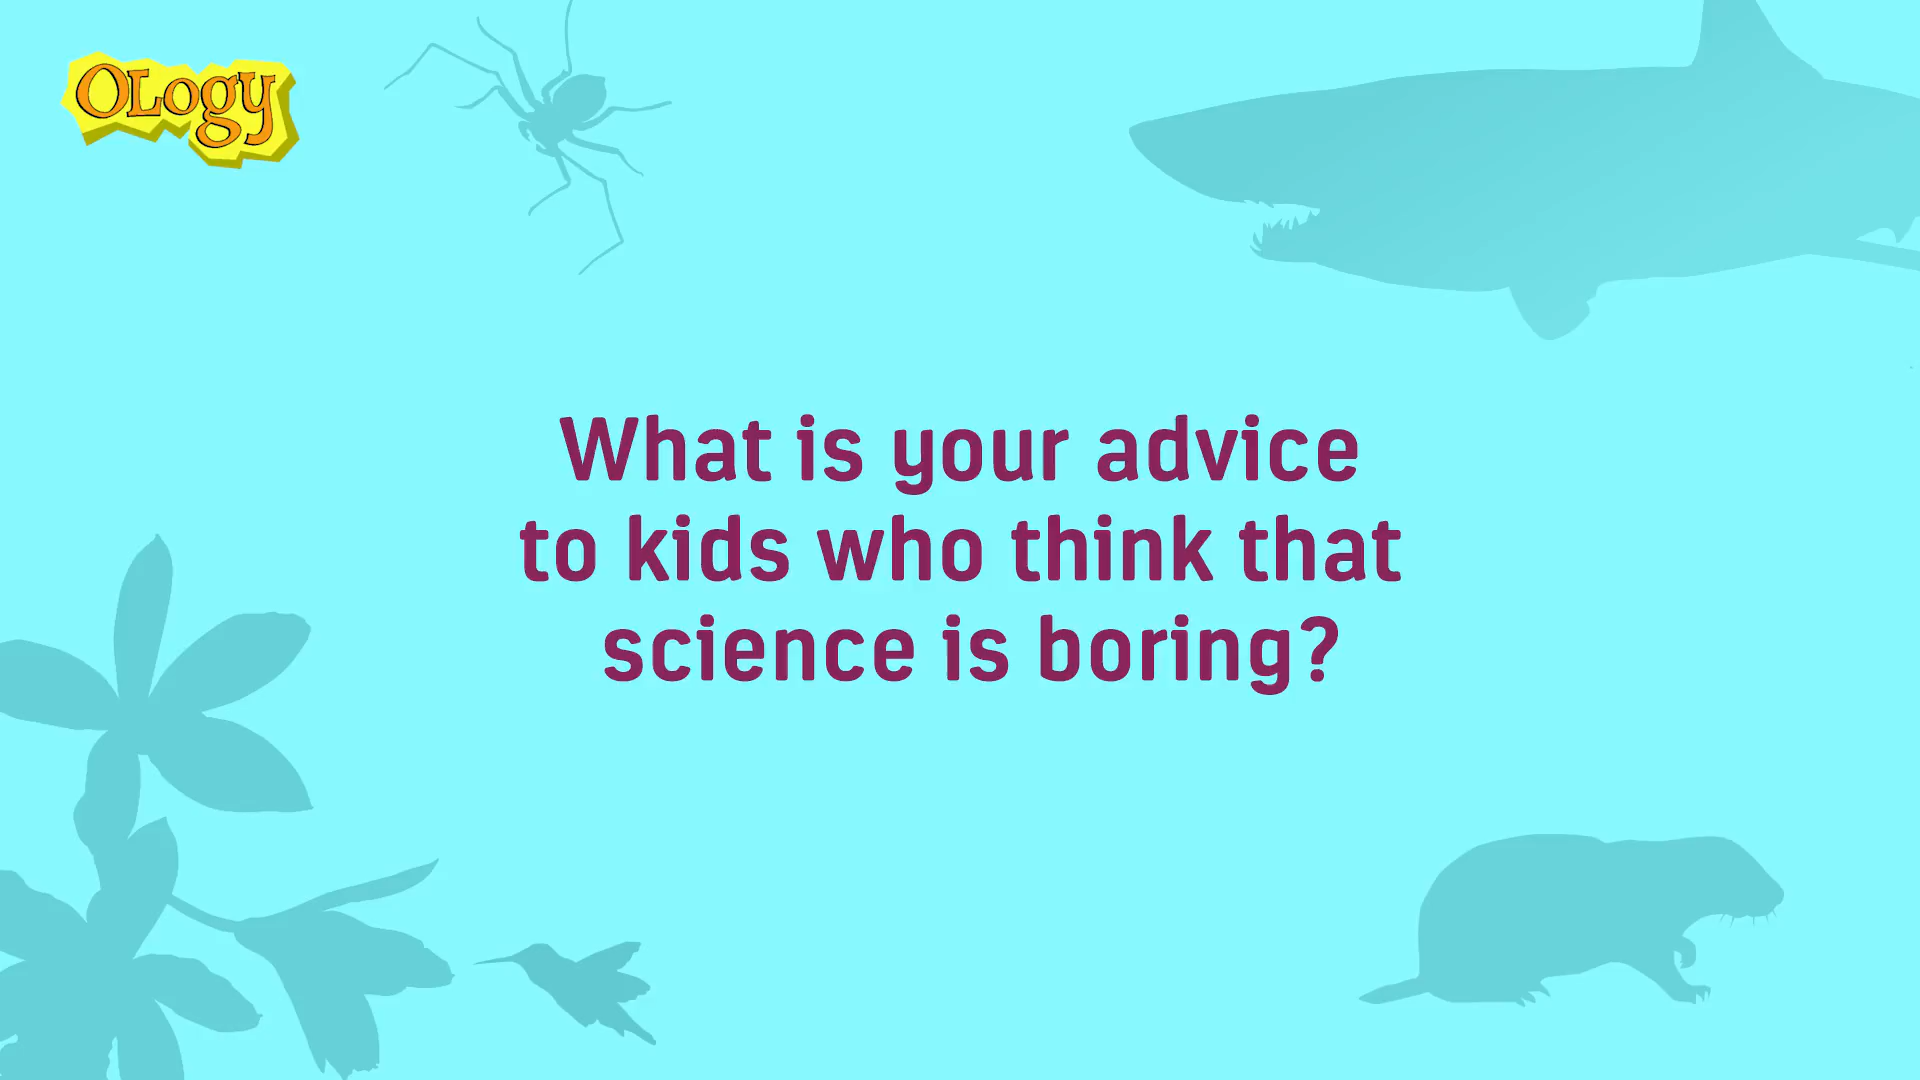 OLogy
What is your advice
to kids who think that
science is boring?